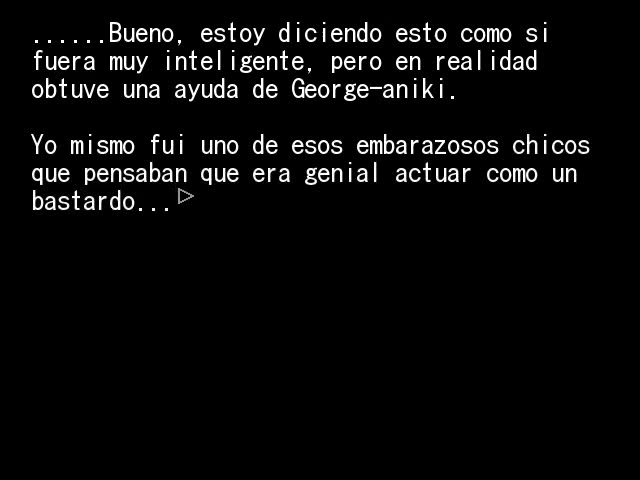 ......Bueno, estoy diciendo esto como si
fuera muy inteligente, pero en realidad
obtuve una ayuda de George-aniki.
Yo mismo fui uno de esos embarazosos chicos
que pensaban que era genial actuar como un
bastardo...